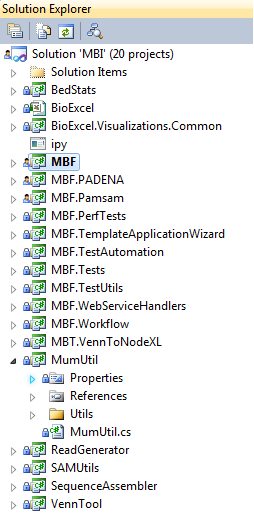 Solution Explorer
Solution 'MBI' (20 projects)
Solution Items
BedStats
BioExcel
BioExcel.Visualizations.Common
ipy
MBF
MBF.PADENA
MBF.Pamsam
MBF.PerfTests
MBF.TemplateApplicationWizard
MBF.TestAutomation
MBF.Tests
MBF.TestUtils
MBF.WebServiceHandlers
MBF.Workflow
MBT.VennToNodeXL
MumUtil
Properties
References
Utils
MumUtil.cs
ReadGenerator
SAMUtils
SequenceAssembler
VennTool